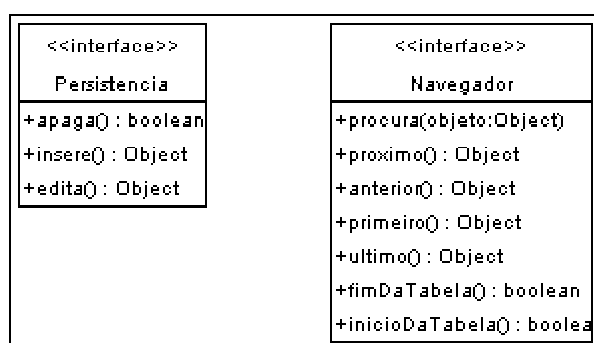 <<interface>>
Persistencia
+apaga() : boolean
+insere() : Object
+edita() : Object
<<interface>>
Navegador
+procura(objeto:Object)
+proximo() : Object
+anterior() : Object
+primeiro() : Object
+ultimo() : Object
+fimDaTabela() : boolean
+inicioDaTabela() : boolea